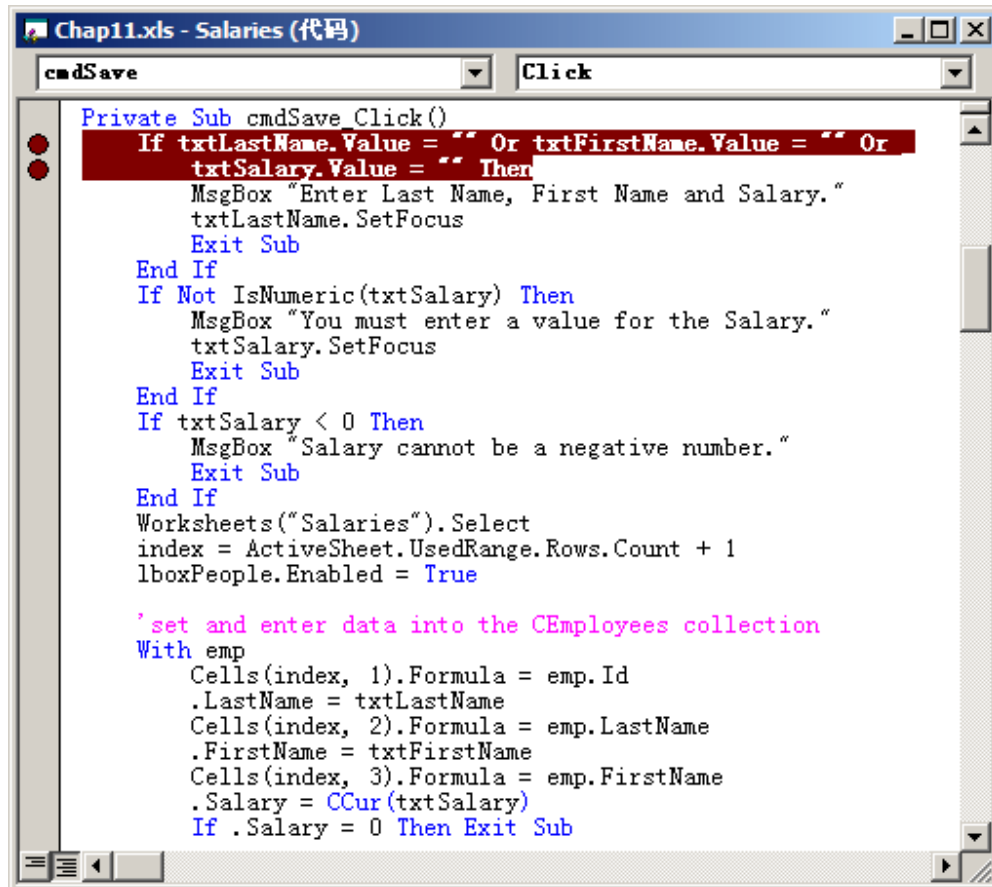 Chap11.xls - Salaries (代码)
cmdSave Click
Private Sub cmdSave_Click()
If txtLastName.Value = "" Or txtFirstName.Value = "" Or _
txtSalary.Value = "" Then
MsgBox "Enter Last Name, First Name and Salary."
txtLastName.SetFocus
Exit Sub
End If
If Not IsNumeric(txtSalary) Then
MsgBox "You must enter a value for the Salary."
txtSalary.SetFocus
Exit Sub
End If
If txtSalary < 0 Then
MsgBox "Salary cannot be a negative number."
Exit Sub
End If
Worksheets("Salaries").Select
index = ActiveSheet.UsedRange.Rows.Count + 1
lboxPeople.Enabled = True
'set and enter data into the CEmployees collection
With emp
Cells(index, 1).Formula = emp.Id
.LastName = txtLastName
Cells(index, 2).Formula = emp.LastName
.FirstName = txtFirstName
Cells(index, 3).Formula = emp.FirstName
.Salary = CCur(txtSalary)
If .Salary = 0 Then Exit Sub